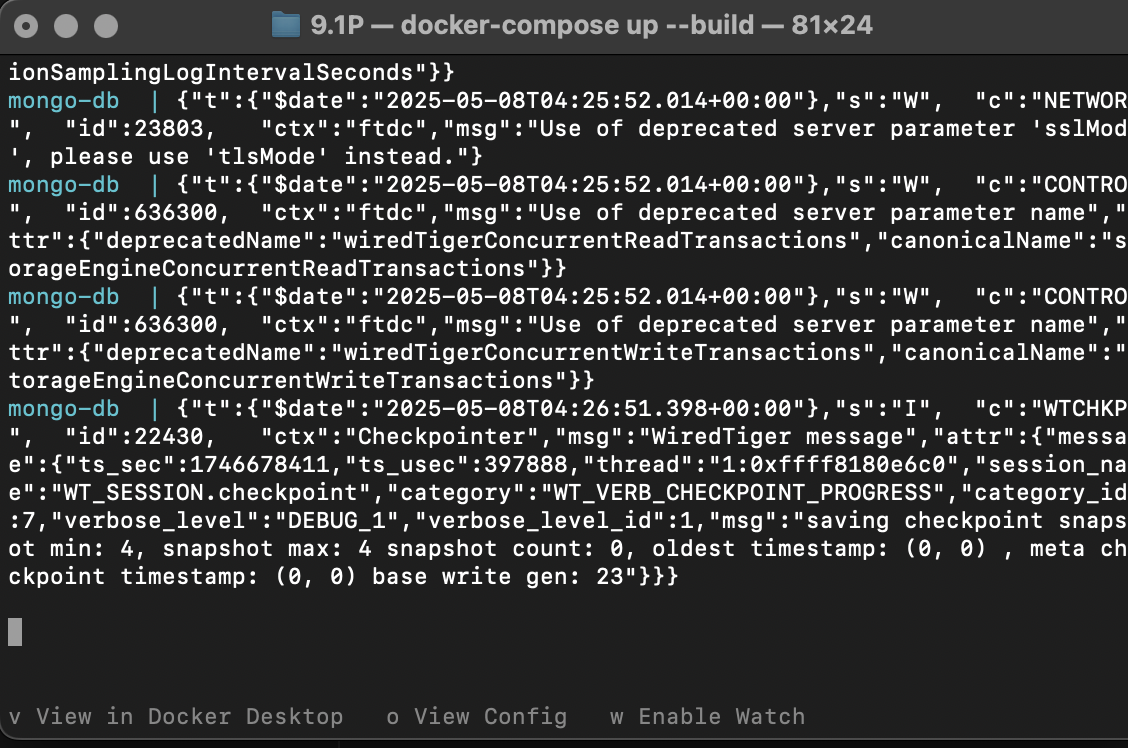 9.1P — docker-compose up --build — 81×24
ionSamplingLogIntervalSeconds"}}
mongo-db  | {"t":{"$date":"2025-05-08T04:25:52.014+00:00"},"s":"W",  "c":"NETWOR
",  "id":23803,   "ctx":"ftdc","msg":"Use of deprecated server parameter 'sslMod
', please use 'tlsMode' instead."}
mongo-db  | {"t":{"$date":"2025-05-08T04:25:52.014+00:00"},"s":"W",  "c":"CONTRO
",  "id":636300,  "ctx":"ftdc","msg":"Use of deprecated server parameter name","
ttr":{"deprecatedName":"wiredTigerConcurrentReadTransactions","canonicalName":"s
orageEngineConcurrentReadTransactions"}}
mongo-db  | {"t":{"$date":"2025-05-08T04:25:52.014+00:00"},"s":"W",  "c":"CONTRO
",  "id":636300,  "ctx":"ftdc","msg":"Use of deprecated server parameter name","
ttr":{"deprecatedName":"wiredTigerConcurrentWriteTransactions","canonicalName":"
torageEngineConcurrentWriteTransactions"}}
mongo-db  | {"t":{"$date":"2025-05-08T04:26:51.398+00:00"},"s":"I",  "c":"WTCHKP
",  "id":22430,   "ctx":"Checkpointer","msg":"WiredTiger message","attr":{"messa
e":{"ts_sec":1746678411,"ts_usec":397888,"thread":"1:0xffff8180e6c0","session_na
e":"WT_SESSION.checkpoint","category":"WT_VERB_CHECKPOINT_PROGRESS","category_id
:7,"verbose_level":"DEBUG_1","verbose_level_id":1,"msg":"saving checkpoint snaps
ot min: 4, snapshot max: 4 snapshot count: 0, oldest timestamp: (0, 0) , meta ch
ckpoint timestamp: (0, 0) base write gen: 23"}}}
v View in Docker Desktop   o View Config   w Enable Watch